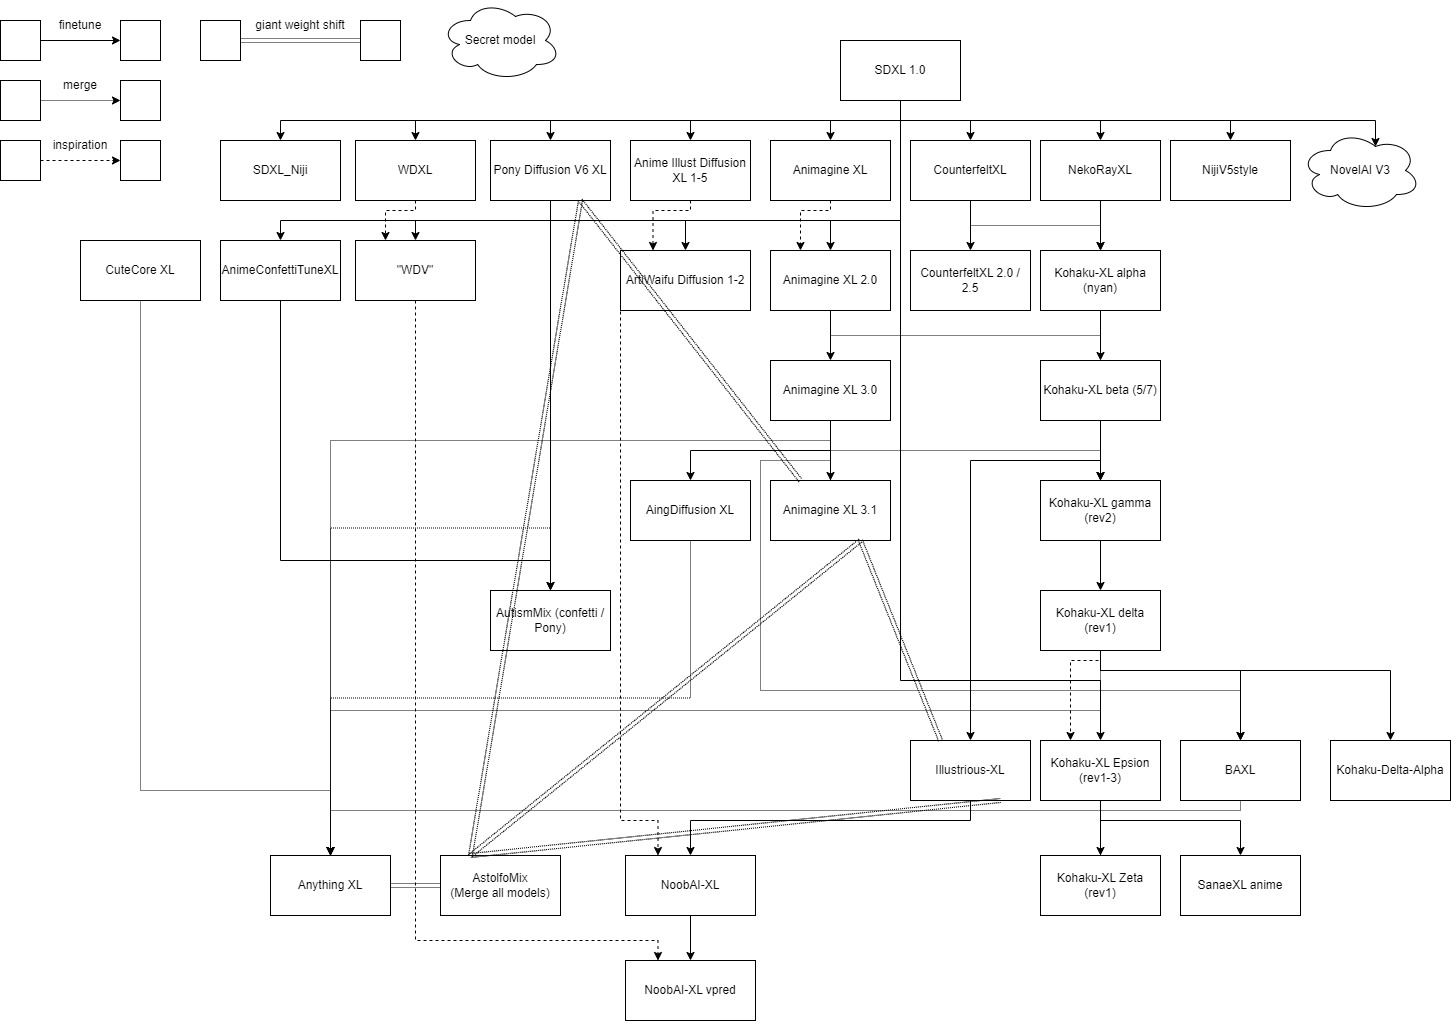 finetune
giant weight shift
Secret model
merge
inspiration
SDXL 1.0
SDXL_Niji
WDXL
Pony Diffusion V6 XL
Anime Illust Diffusion
XL 1-5
Animagine XL
CounterfeItXL
NekoRayXL
NijiV5style
NovelAI V3
CuteCore XL
AnimeConfettiTuneXL
"WDV"
ArtiWaifu Diffusion 1-2
Animagine XL 2.0
CounterfeItXL 2.0 /
2.5
Kohaku-XL alpha
(nyan)
Animagine XL 3.0
Kohaku-XL beta (5/7)
AingDiffusion XL
Animagine XL 3.1
Kohaku-XL gamma
(rev2)
AutismMix (confetti /
Pony)
Kohaku-XL delta
(rev1)
Illustrious-XL
Kohaku-XL Epsion
(rev1-3)
BAXL
Kohaku-Delta-Alpha
Anything XL
AstolfoMix
(Merge all models)
NoobAI-XL
Kohaku-XL Zeta
(rev1)
SanaeXL anime
NoobAI-XL vpred